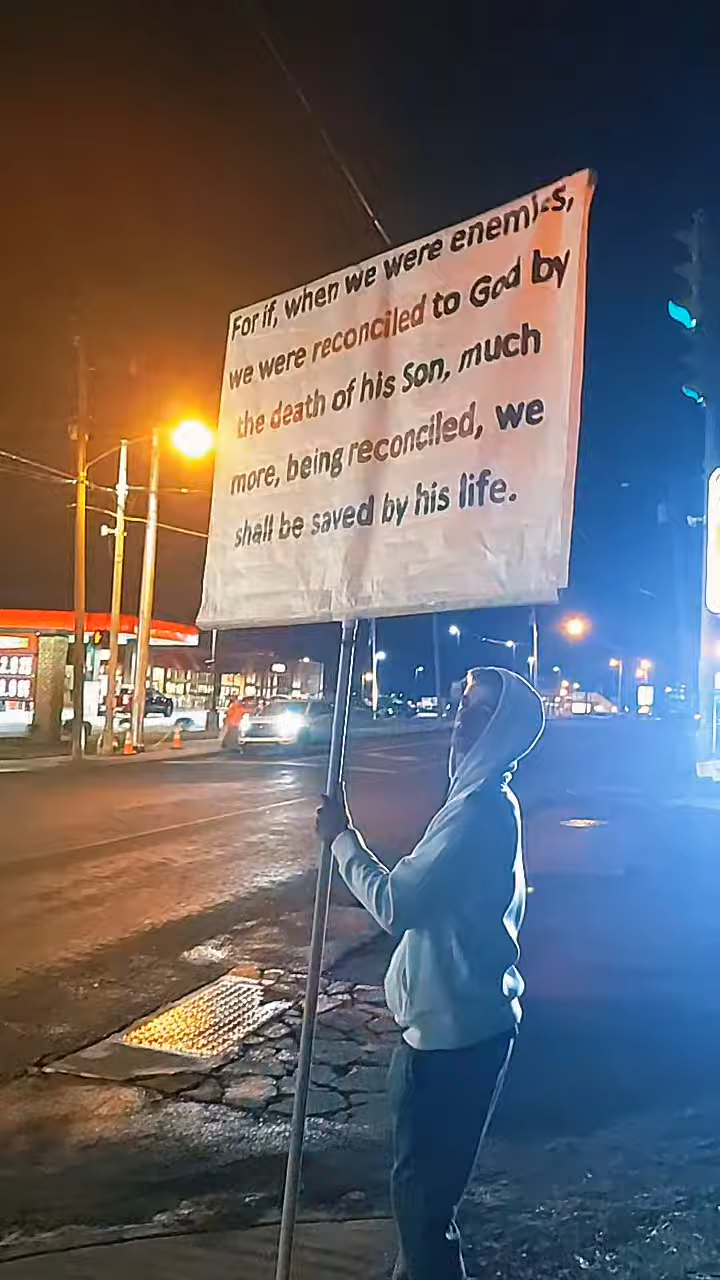 For if, when we were enemies,
we were reconciled to God by
the death of his Son, much
more, being reconciled, we
shall be saved by his life.